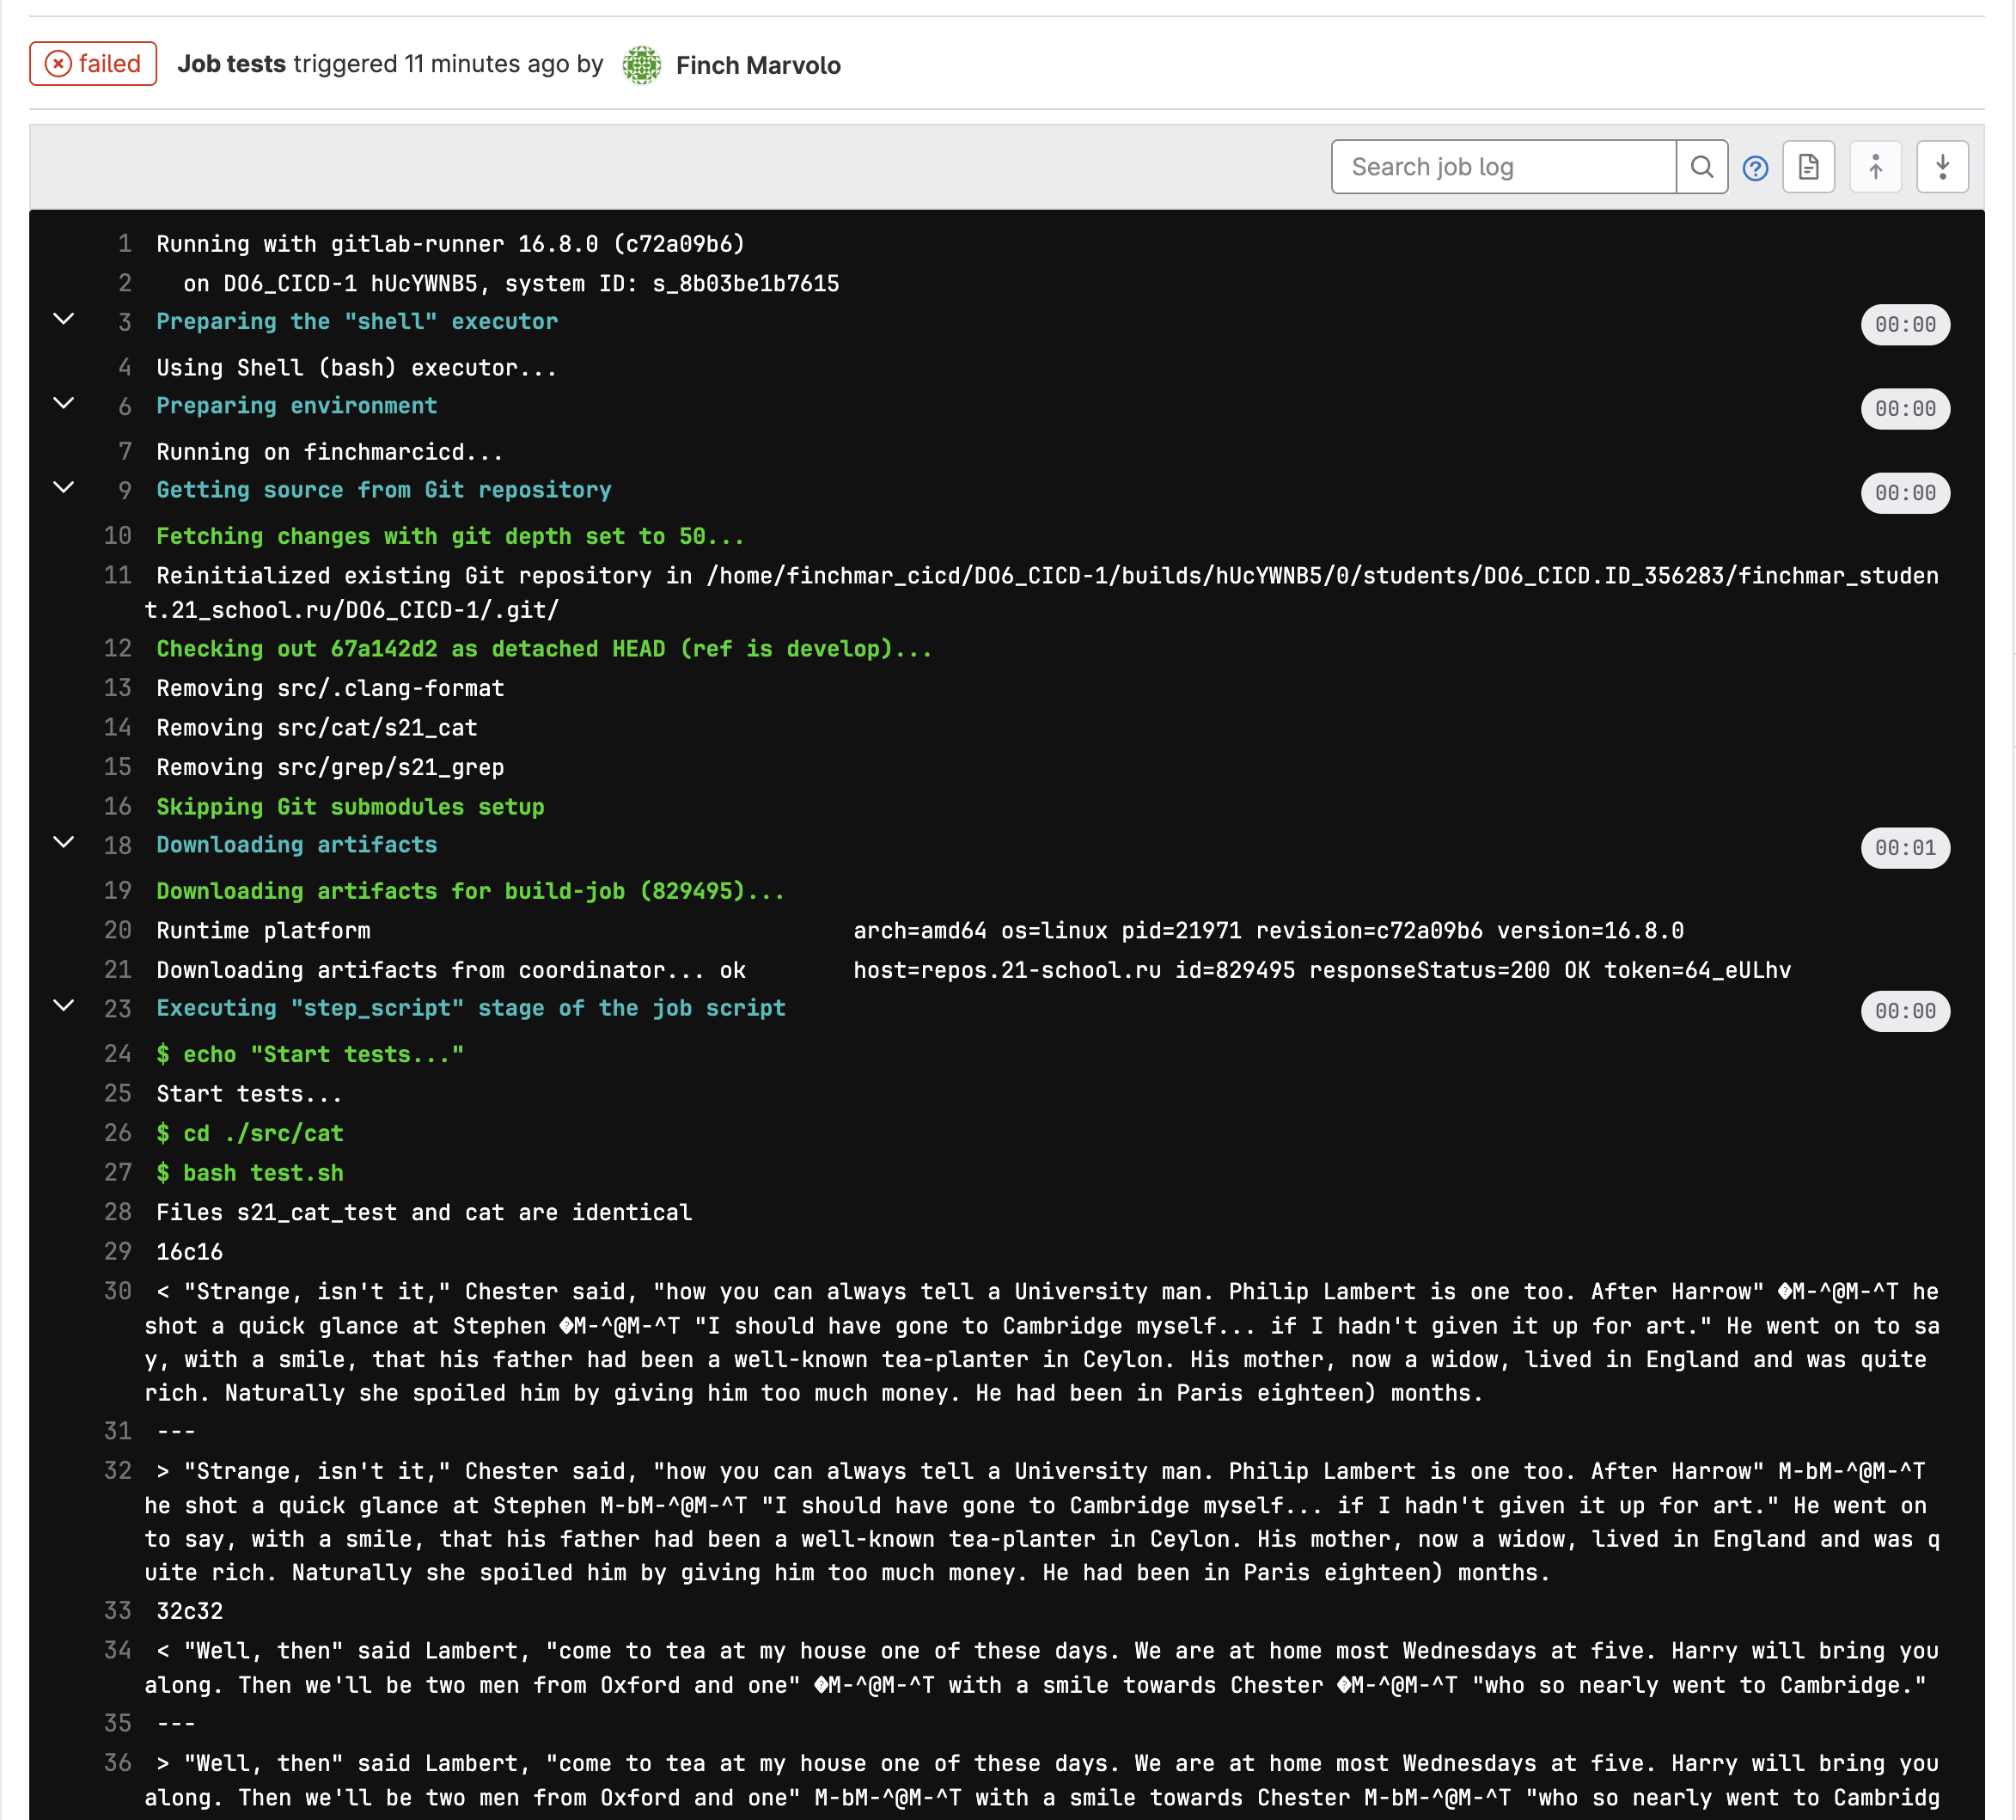 failed Job tests triggered 11 minutes ago by Finch Marvolo
Search job log
1 Running with gitlab-runner 16.8.0 (c72a09b6)
2 on DO6_CICD-1 hUcYWNB5, system ID: s_8b03be1b7615
3 Preparing the "shell" executor 00:00
4 Using Shell (bash) executor...
6 Preparing environment 00:00
7 Running on finchmarcicd...
9 Getting source from Git repository 00:00
10 Fetching changes with git depth set to 50...
11 Reinitialized existing Git repository in /home/finchmar_cicd/DO6_CICD-1/builds/hUcYWNB5/0/students/DO6_CICD.ID_356283/finchmar_studen
t.21_school.ru/DO6_CICD-1/.git/
12 Checking out 67a142d2 as detached HEAD (ref is develop)...
13 Removing src/.clang-format
14 Removing src/cat/s21_cat
15 Removing src/grep/s21_grep
16 Skipping Git submodules setup
18 Downloading artifacts 00:01
19 Downloading artifacts for build-job (829495)...
20 Runtime platform arch=amd64 os=linux pid=21971 revision=c72a09b6 version=16.8.0
21 Downloading artifacts from coordinator... ok host=repos.21-school.ru id=829495 responseStatus=200 OK token=64_eULhv
23 Executing "step_script" stage of the job script 00:00
24 $ echo "Start tests..."
25 Start tests...
26 $ cd ./src/cat
27 $ bash test.sh
28 Files s21_cat_test and cat are identical
29 16c16
30 < "Strange, isn't it," Chester said, "how you can always tell a University man. Philip Lambert is one too. After Harrow" �M-^@M-^T he
shot a quick glance at Stephen �M-^@M-^T "I should have gone to Cambridge myself... if I hadn't given it up for art." He went on to sa
y, with a smile, that his father had been a well-known tea-planter in Ceylon. His mother, now a widow, lived in England and was quite
rich. Naturally she spoiled him by giving him too much money. He had been in Paris eighteen) months.
31 ---
32 > "Strange, isn't it," Chester said, "how you can always tell a University man. Philip Lambert is one too. After Harrow" M-bM-^@M-^T
he shot a quick glance at Stephen M-bM-^@M-^T "I should have gone to Cambridge myself... if I hadn't given it up for art." He went on
to say, with a smile, that his father had been a well-known tea-planter in Ceylon. His mother, now a widow, lived in England and was q
uite rich. Naturally she spoiled him by giving him too much money. He had been in Paris eighteen) months.
33 32c32
34 < "Well, then" said Lambert, "come to tea at my house one of these days. We are at home most Wednesdays at five. Harry will bring you
along. Then we'll be two men from Oxford and one" �M-^@M-^T with a smile towards Chester �M-^@M-^T "who so nearly went to Cambridge."
35 ---
36 > "Well, then" said Lambert, "come to tea at my house one of these days. We are at home most Wednesdays at five. Harry will bring you
along. Then we'll be two men from Oxford and one" M-bM-^@M-^T with a smile towards Chester M-bM-^@M-^T "who so nearly went to Cambridg